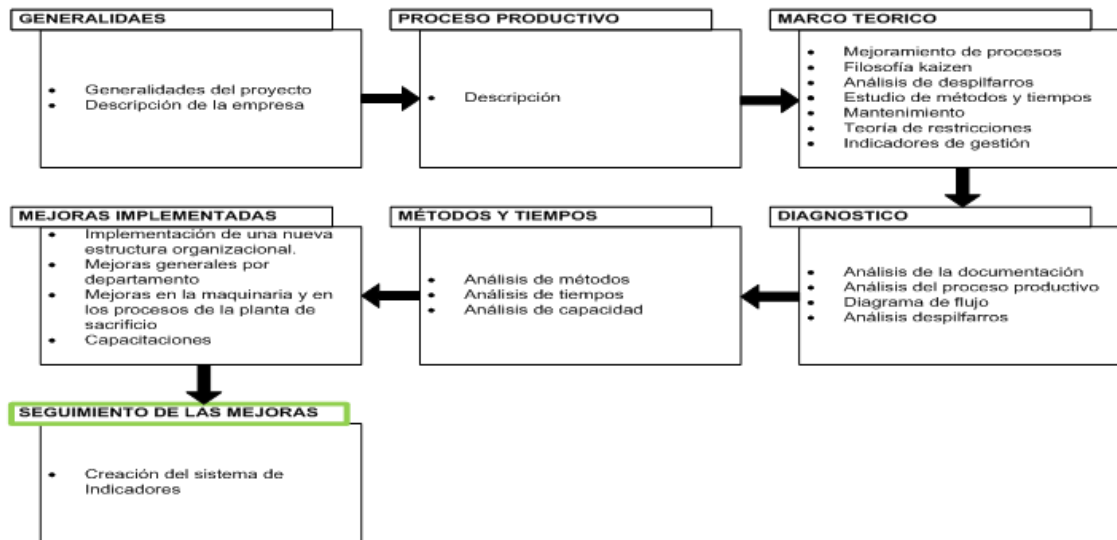 GENERALIDAES
• Generalidades del proyecto
• Descripción de la empresa
PROCESO PRODUCTIVO
• Descripción
MARCO TEORICO
• Mejoramiento de procesos
• Filosofía kaizen
• Análisis de despilfarros
• Estudio de métodos y tiempos
• Mantenimiento
• Teoría de restricciones
• Indicadores de gestión
DIAGNOSTICO
• Análisis de la documentación
• Análisis del proceso productivo
• Diagrama de flujo
• Análisis despilfarros
MÉTODOS Y TIEMPOS
• Análisis de métodos
• Análisis de tiempos
• Análisis de capacidad
MEJORAS IMPLEMENTADAS
• Implementación de una nueva
estructura organizacional.
• Mejoras generales por
departamento
• Mejoras en la maquinaria y en
los procesos de la planta de
sacrificio
• Capacitaciones
SEGUIMIENTO DE LAS MEJORAS
• Creación del sistema de
Indicadores